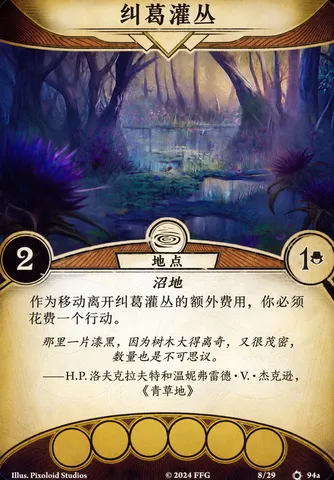 纠葛灌丛
2
地点
1
沼地
作为移动离开纠葛灌丛的额外费用，你必须
花费一个行动。
那里一片漆黑，因为树木大得离奇，又很茂密，
数量也是不可思议。
——H.P.洛夫克拉夫特和温妮弗雷德·V.·杰克逊，
《青草地》
Illus. Pixoloid Studios
© 2024 FFG
8/29
94a